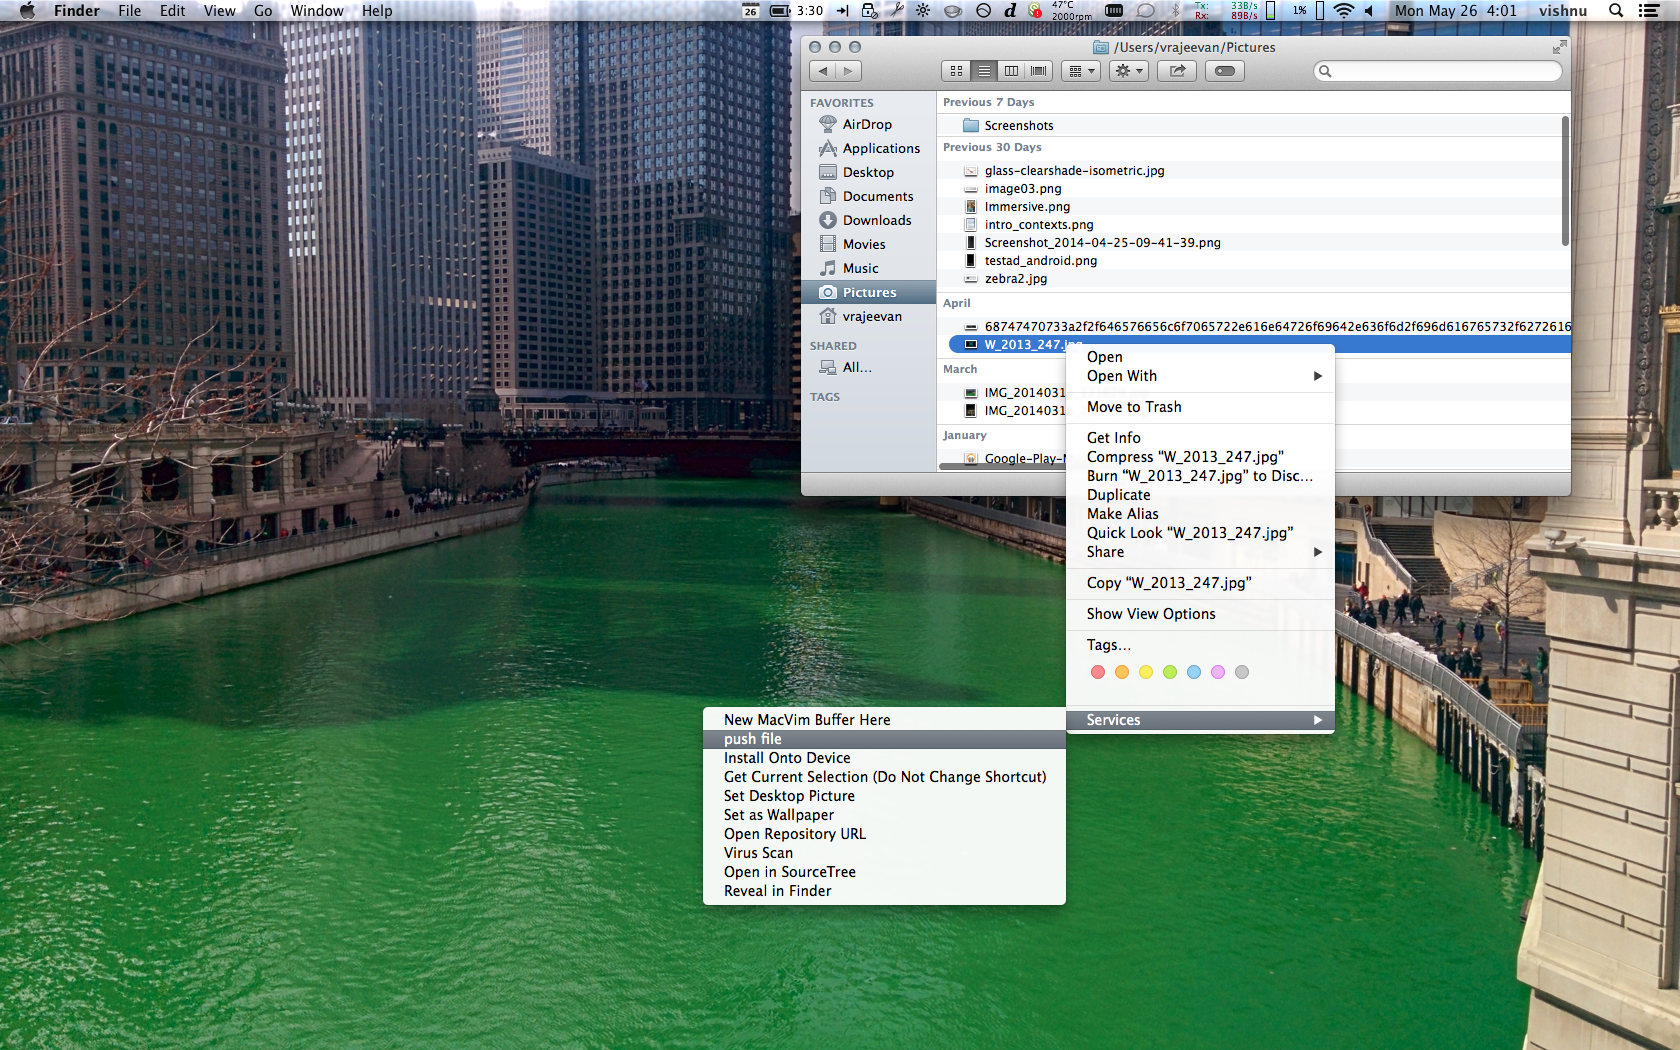 Finder File Edit View Go Window Help 26 3:30 d 47°C 2000rpm Tx: 33B/s Rx: 89B/s 1% Mon May 26 4:01 vishnu
/Users/vrajeevan/Pictures
FAVORITES
AirDrop
Applications
Desktop
Documents
Downloads
Movies
Music
Pictures
vrajeevan
SHARED
All...
TAGS
Previous 7 Days
Screenshots
Previous 30 Days
glass-clearshade-isometric.jpg
image03.png
Immersive.png
intro_contexts.png
Screenshot_2014-04-25-09-41-39.png
testad_android.png
zebra2.jpg
April
68747470733a2f2f646576656c6f7065722e616e64726f69642e636f6d2f696d616765732f6272616
W_2013_247.jpg
March
IMG_2014031
IMG_2014031
January
Google-Play-
Open
Open With
Move to Trash
Get Info
Compress “W_2013_247.jpg”
Burn “W_2013_247.jpg” to Disc...
Duplicate
Make Alias
Quick Look “W_2013_247.jpg”
Share
Copy “W_2013_247.jpg”
Show View Options
Tags...
Services
New MacVim Buffer Here
push file
Install Onto Device
Get Current Selection (Do Not Change Shortcut)
Set Desktop Picture
Set as Wallpaper
Open Repository URL
Virus Scan
Open in SourceTree
Reveal in Finder